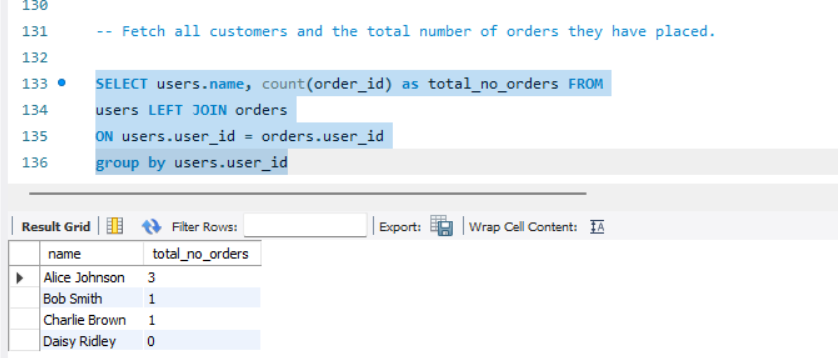 130
131 -- Fetch all customers and the total number of orders they have placed.
132
133 SELECT users.name, count(order_id) as total_no_orders FROM
134 users LEFT JOIN orders
135 ON users.user_id = orders.user_id
136 group by users.user_id
Result Grid Filter Rows: Export: Wrap Cell Content: IA
name total_no_orders
Alice Johnson 3
Bob Smith 1
Charlie Brown 1
Daisy Ridley 0